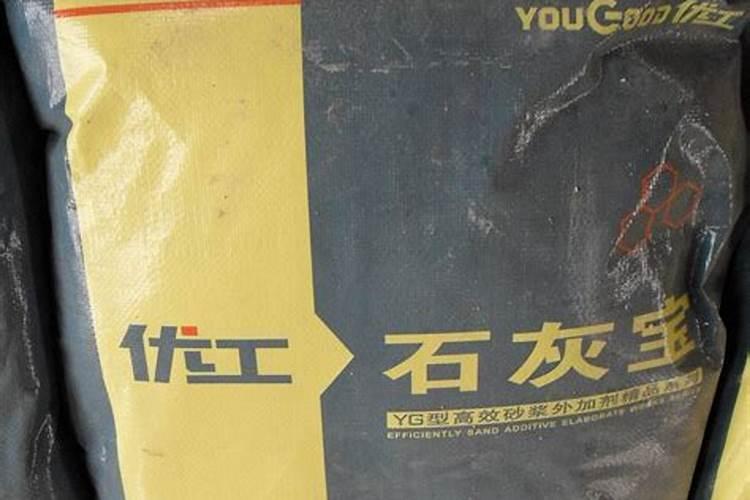 YOUGOOD优工
优工
石灰宝
YG型高效砂浆外加剂精品系列
EFFICIENTLY SAND ADDITIVE ELABORATE